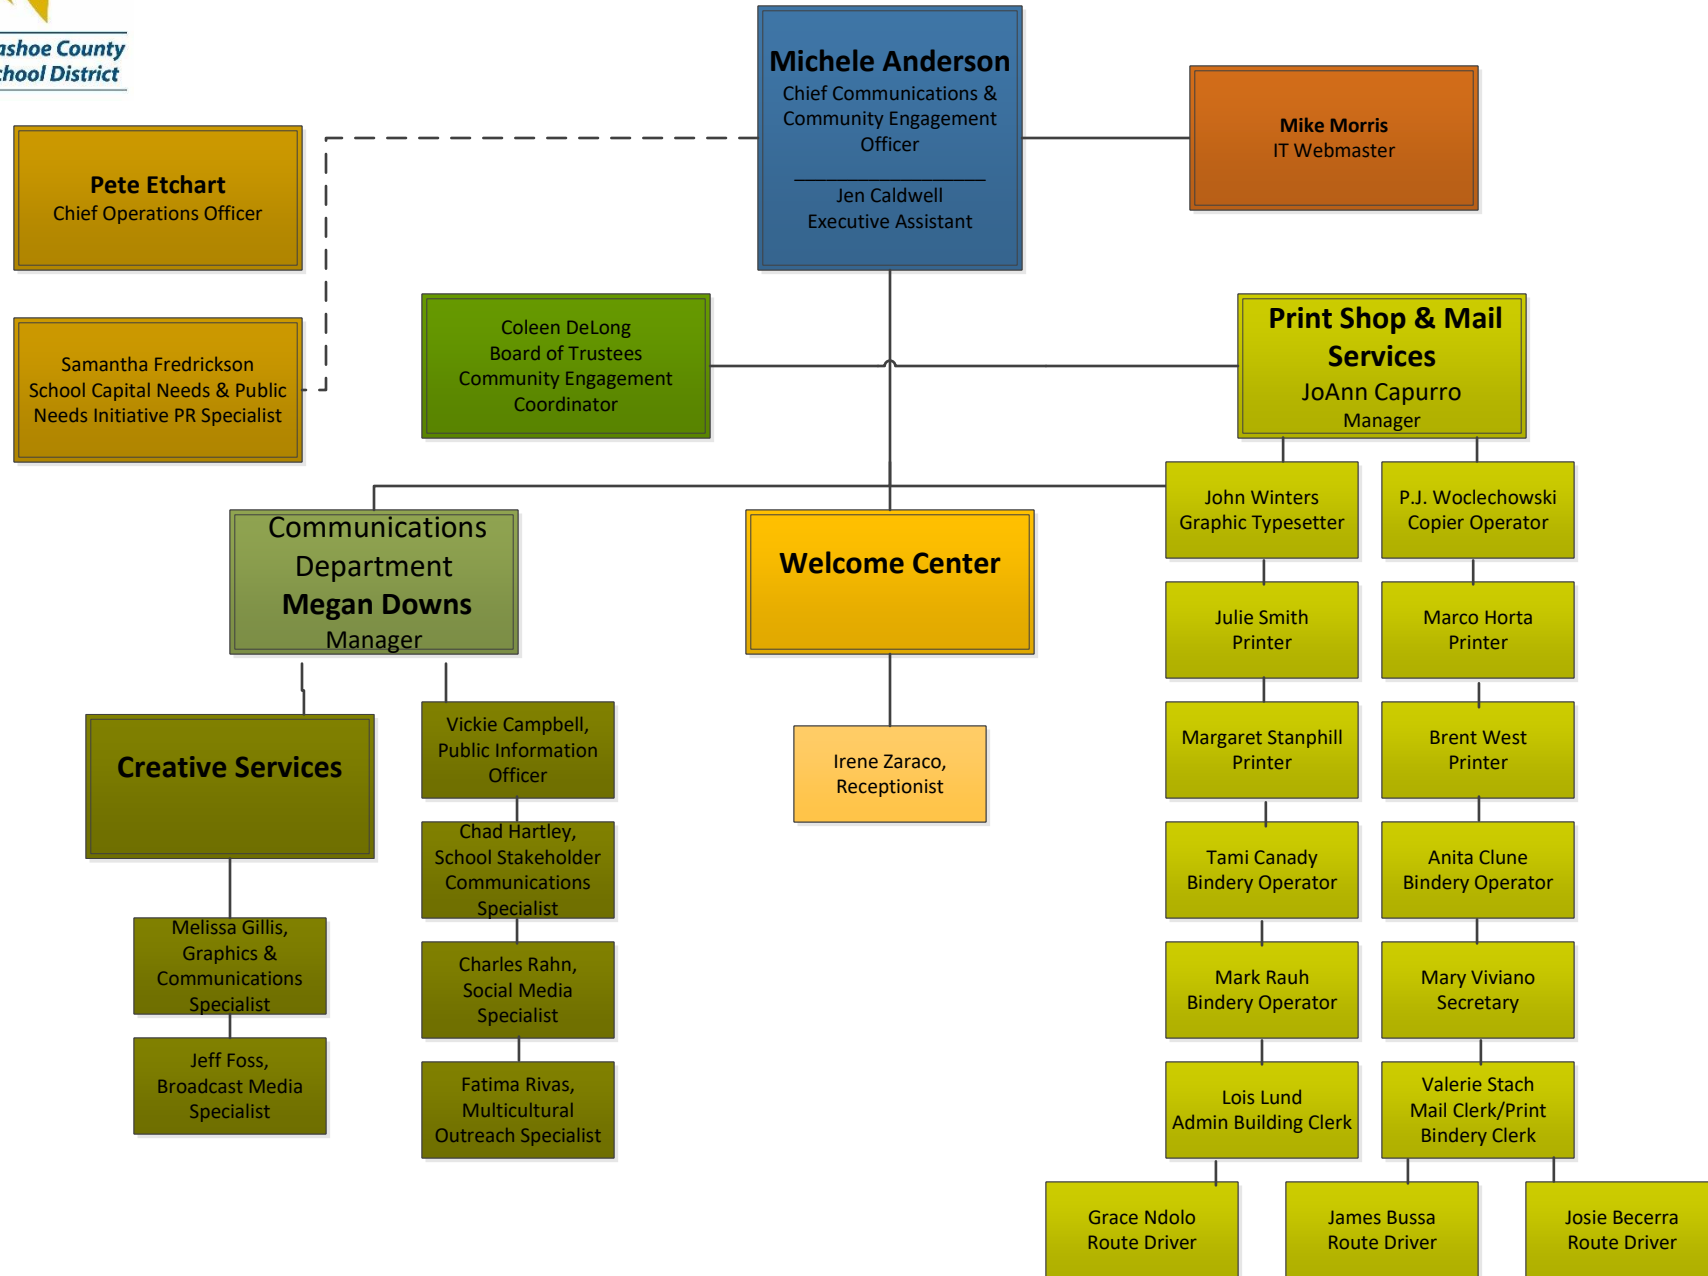 ashoe County
chool District
Michele Anderson
Chief Communications &
Community Engagement
Officer
Jen Caldwell
Executive Assistant
Mike Morris
IT Webmaster
Pete Etchart
Chief Operations Officer
Samantha Fredrickson
School Capital Needs & Public
Needs Initiative PR Specialist
Coleen DeLong
Board of Trustees
Community Engagement
Coordinator
Print Shop & Mail
Services
JoAnn Capurro
Manager
Communications
Department
Megan Downs
Manager
Welcome Center
Irene Zaraco,
Receptionist
Creative Services
Melissa Gillis,
Graphics &
Communications
Specialist
Jeff Foss,
Broadcast Media
Specialist
Vickie Campbell,
Public Information
Officer
Chad Hartley,
School Stakeholder
Communications
Specialist
Charles Rahn,
Social Media
Specialist
Fatima Rivas,
Multicultural
Outreach Specialist
John Winters
Graphic Typesetter
Julie Smith
Printer
Margaret Stanphill
Printer
Tami Canady
Bindery Operator
Mark Rauh
Bindery Operator
Lois Lund
Admin Building Clerk
P.J. Woclechowski
Copier Operator
Marco Horta
Printer
Brent West
Printer
Anita Clune
Bindery Operator
Mary Viviano
Secretary
Valerie Stach
Mail Clerk/Print
Bindery Clerk
Grace Ndolo
Route Driver
James Bussa
Route Driver
Josie Becerra
Route Driver